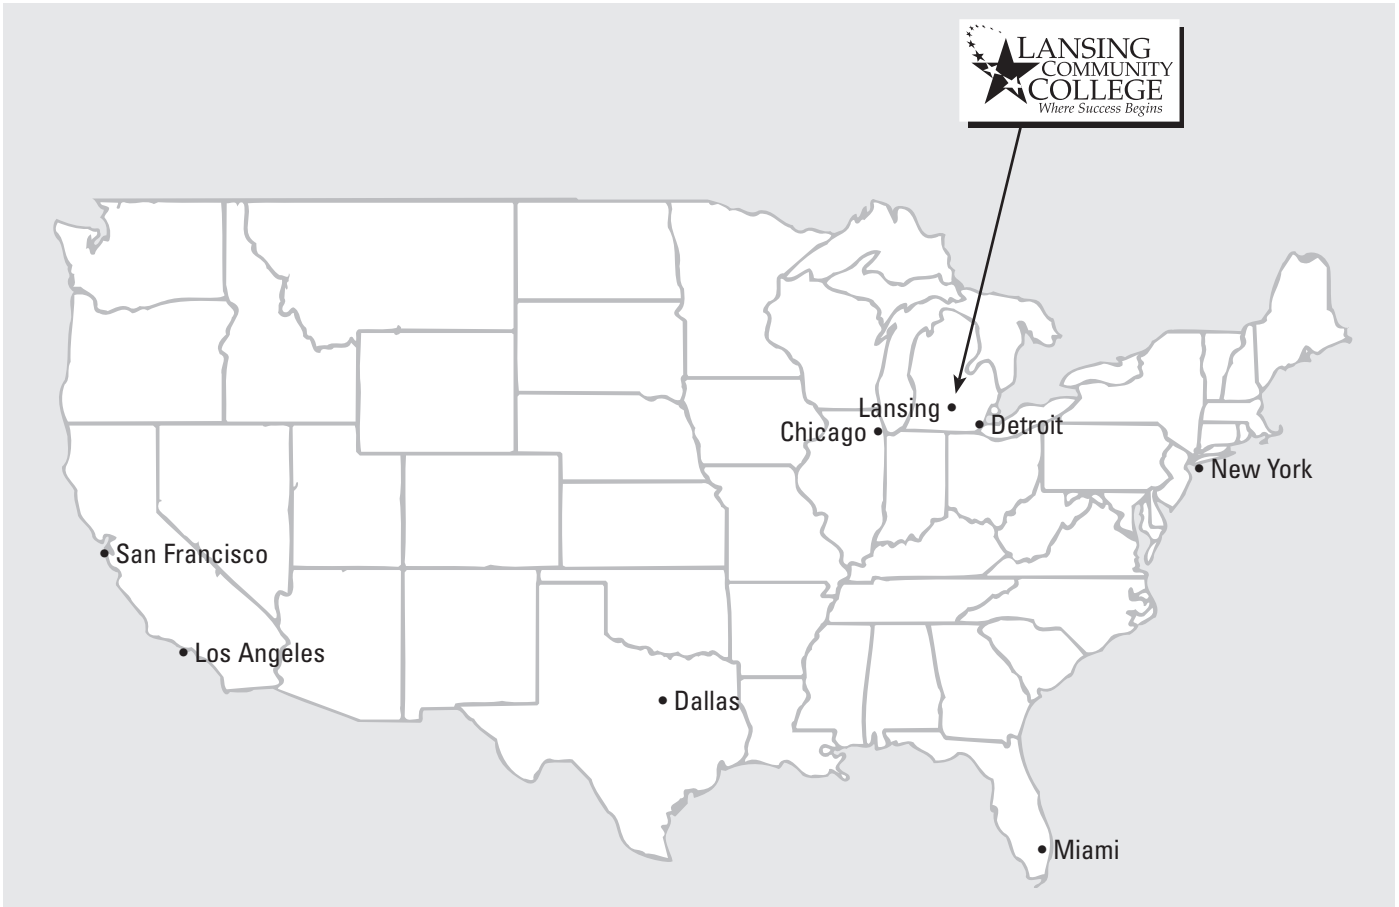 LANSING
COMMUNITY
COLLEGE
Where Success Begins
Lansing
Detroit
Chicago
New York
San Francisco
Los Angeles
Dallas
Miami